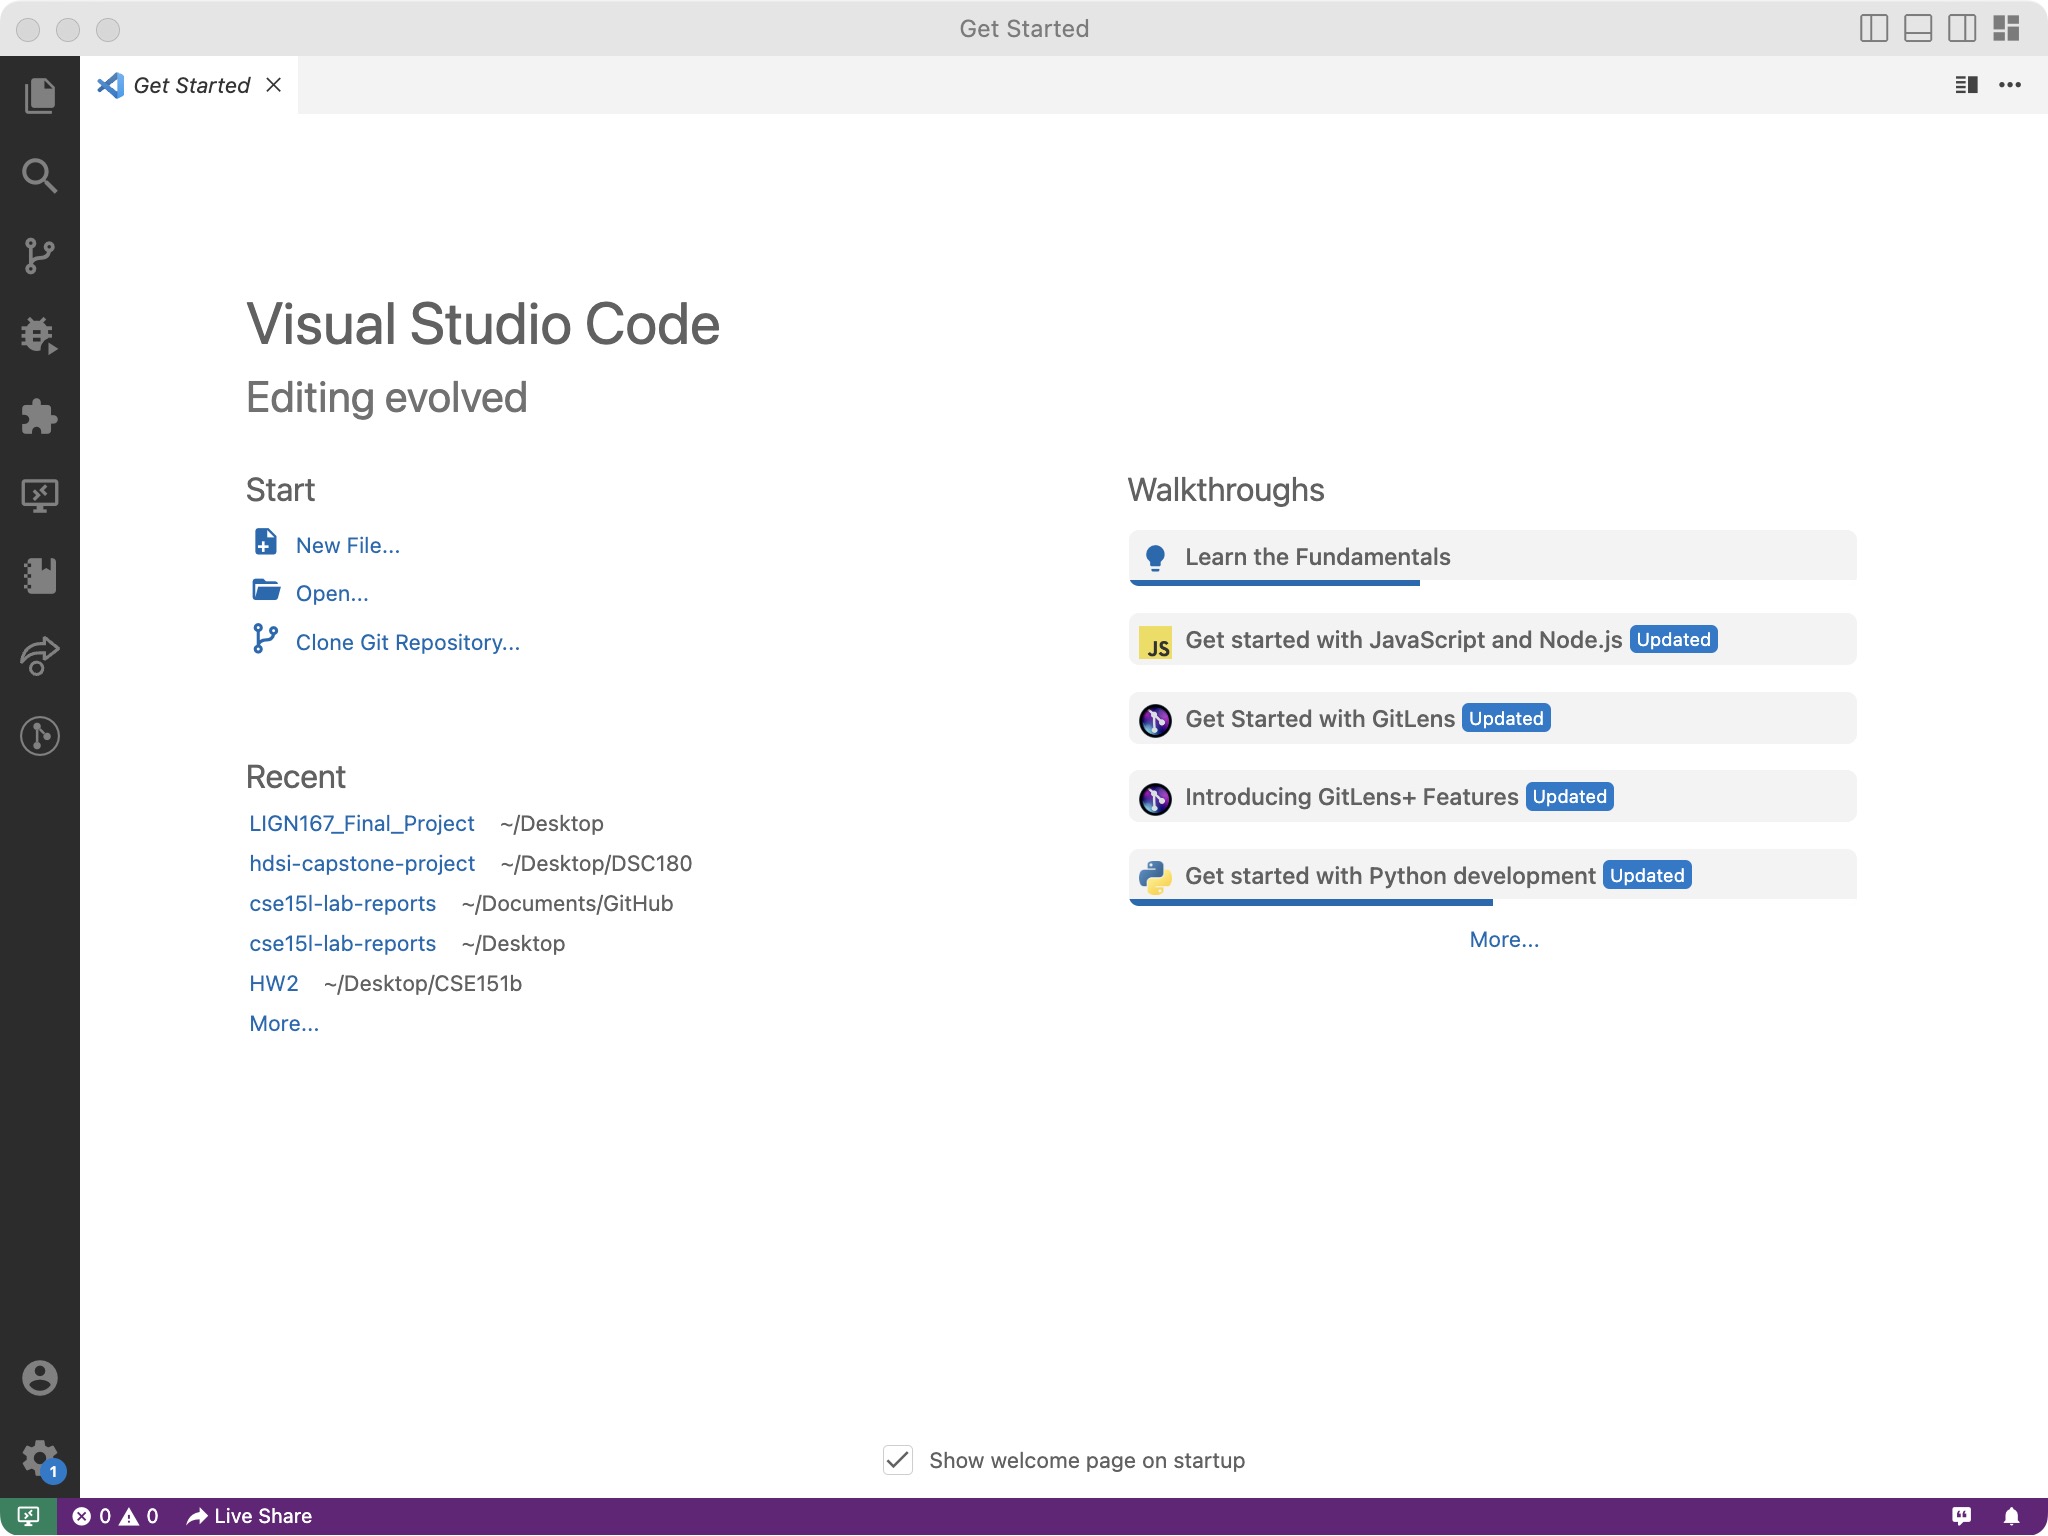 Get Started
Get Started
Visual Studio Code
Editing evolved
Start
New File...
Open...
Clone Git Repository...
Recent
LIGN167_Final_Project ~/Desktop
hdsi-capstone-project ~/Desktop/DSC180
cse15l-lab-reports ~/Documents/GitHub
cse15l-lab-reports ~/Desktop
HW2 ~/Desktop/CSE151b
More...
Walkthroughs
Learn the Fundamentals
JS Get started with JavaScript and Node.js Updated
Get Started with GitLens Updated
Introducing GitLens+ Features Updated
Get started with Python development Updated
More...
Show welcome page on startup
1
0 0 Live Share